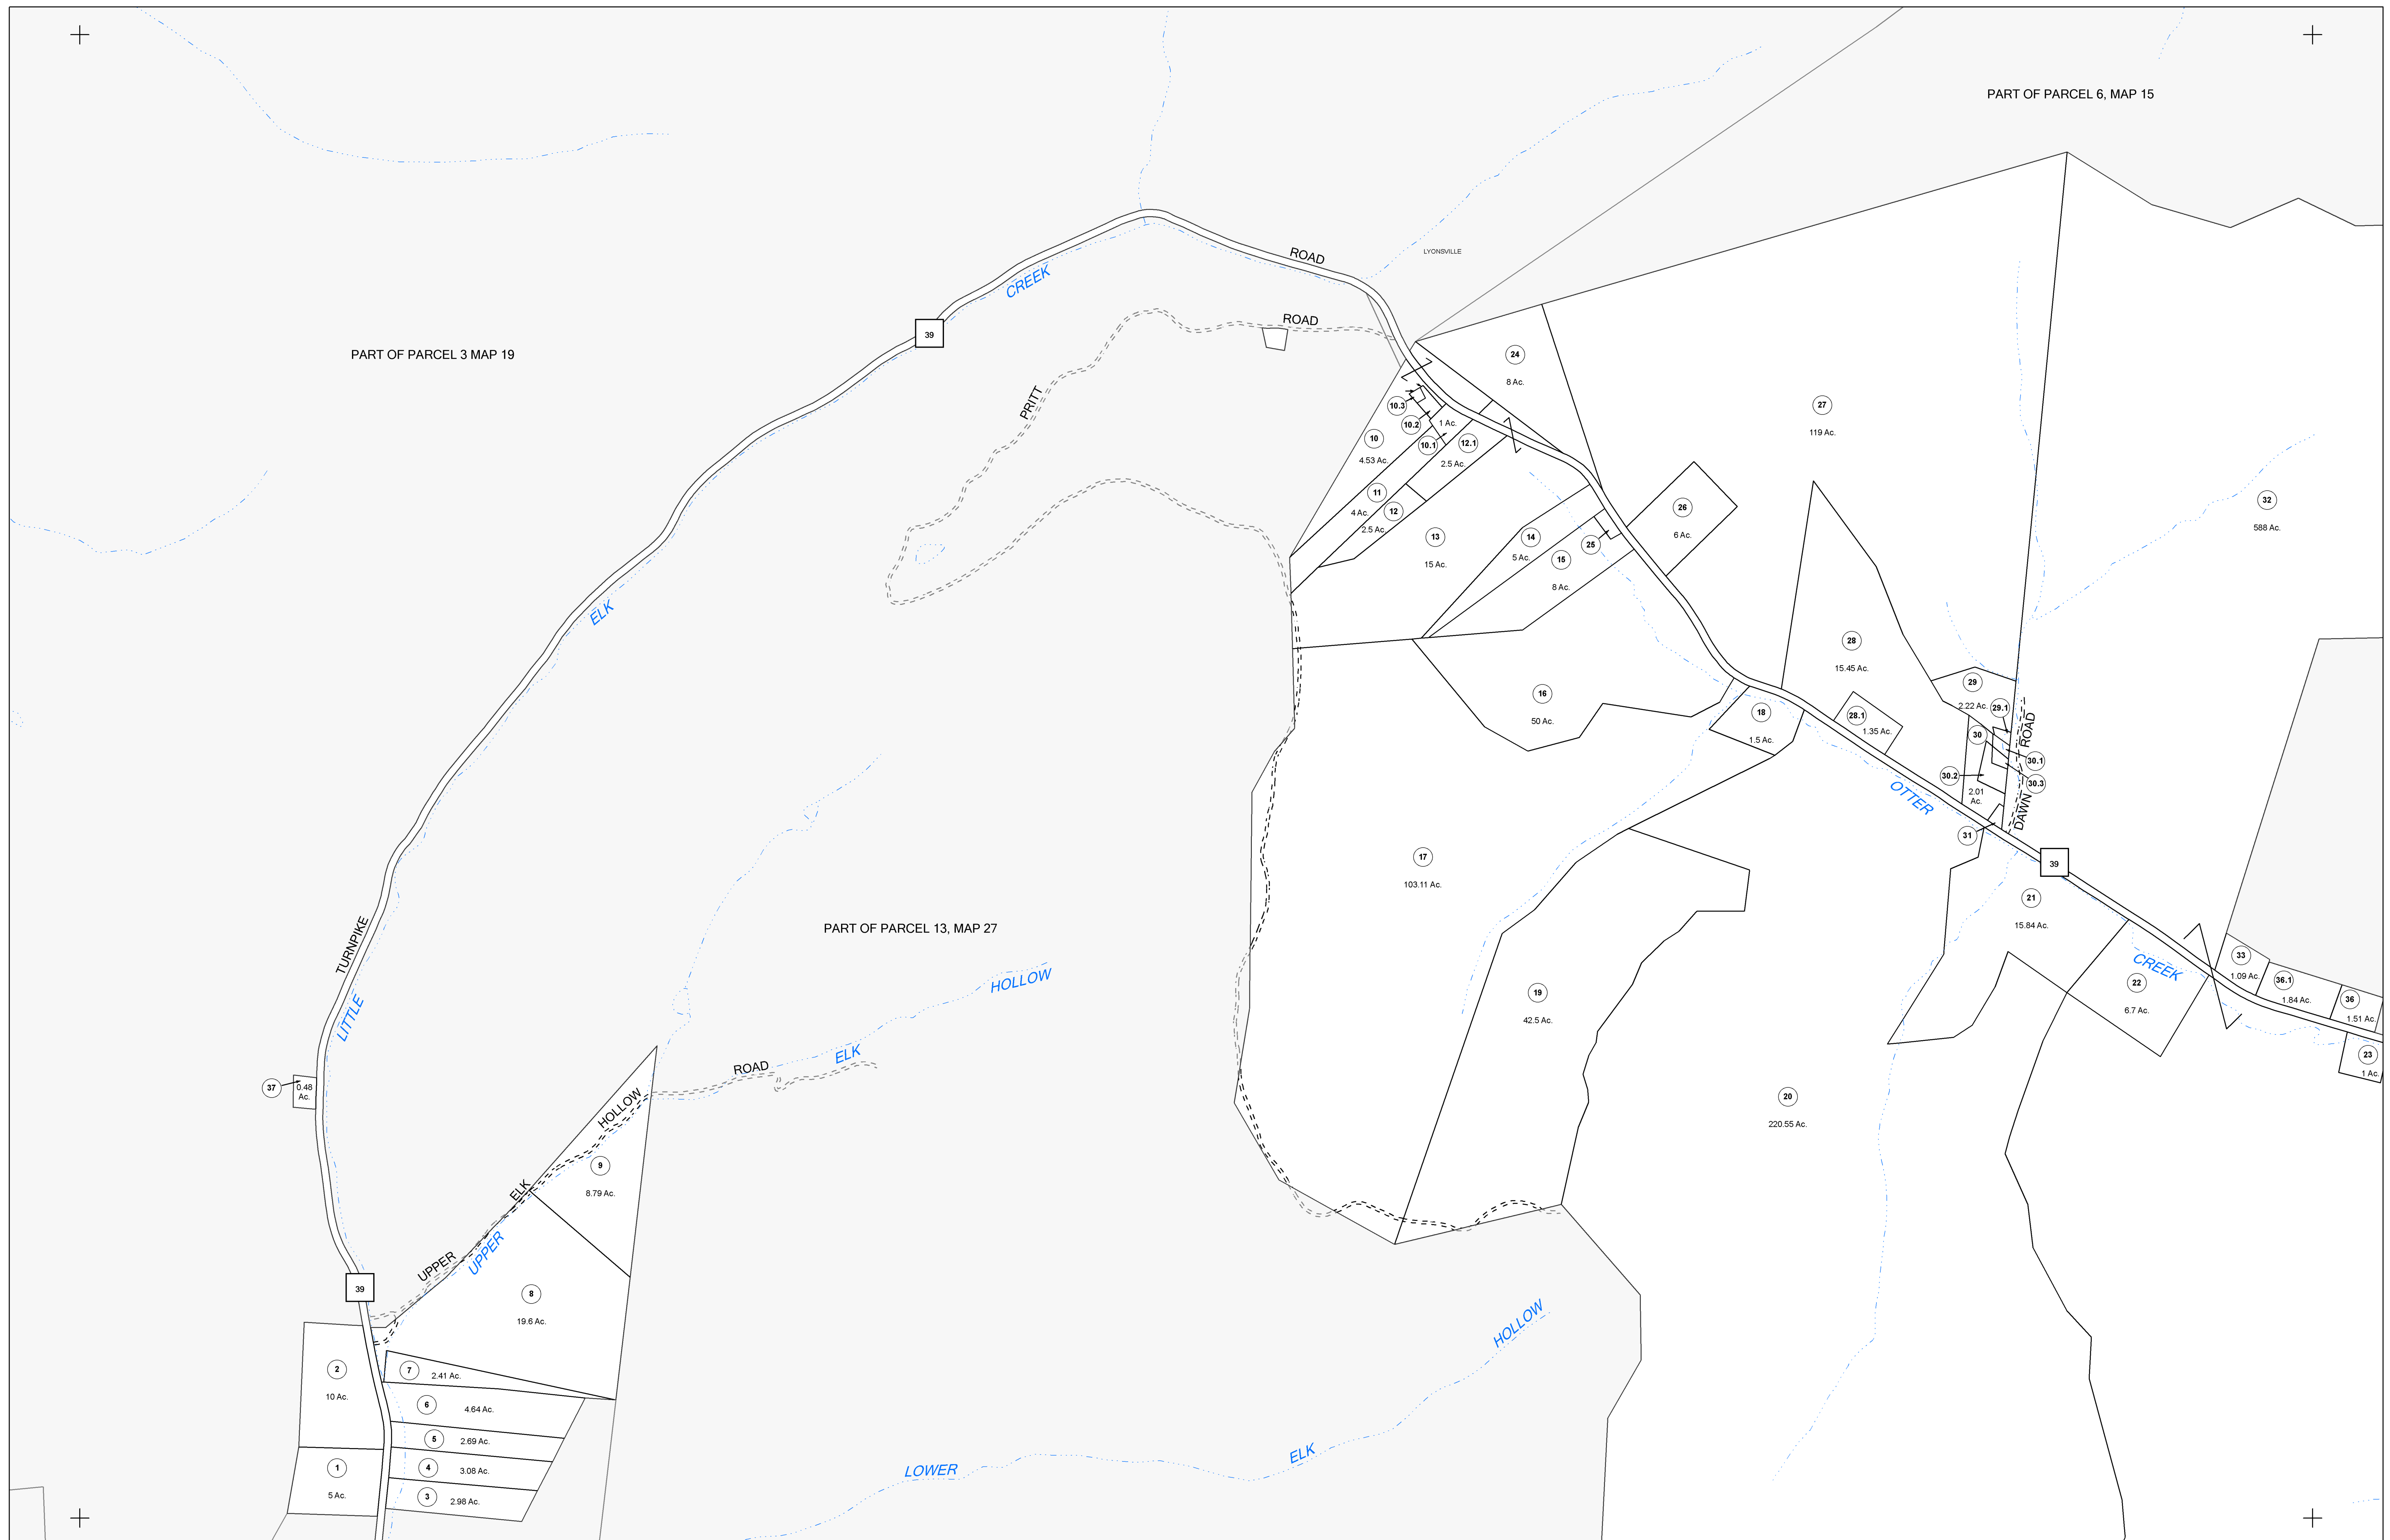 PART OF PARCEL 6, MAP 15
LYONSVILLE
ROAD
CREEK
ROAD
39
PART OF PARCEL 3 MAP 19
PRITT
24
8 Ac.
27
119 Ac.
10.3
10.2
1 Ac.
10
4.53 Ac.
10.1
12.1
2.5 Ac.
11
4 Ac.
12
2.5 Ac.
32
588 Ac.
26
6 Ac.
13
15 Ac.
14
5 Ac.
25
15
8 Ac.
ELK
28
15.45 Ac.
16
50 Ac.
18
1.5 Ac.
28.1
1.35 Ac.
29
2.22 Ac.
29.1
ROAD
30
30.1
30.2
30.3
2.01
Ac.
DAWN
31
OTTER
39
17
103.11 Ac.
21
15.84 Ac.
TURNPIKE
PART OF PARCEL 13, MAP 27
HOLLOW
LITTLE
CREEK
33
1.09 Ac.
36.1
1.84 Ac.
36
1.51 Ac.
22
6.7 Ac.
19
42.5 Ac.
23
1 Ac.
ELK
ROAD
37
0.48
Ac.
HOLLOW
20
220.55 Ac.
9
8.79 Ac.
ELK
UPPER
UPPER
39
8
19.6 Ac.
HOLLOW
2
10 Ac.
7
2.41 Ac.
6
4.64 Ac.
5
2.69 Ac.
4
3.08 Ac.
1
5 Ac.
3
2.98 Ac.
LOWER
ELK